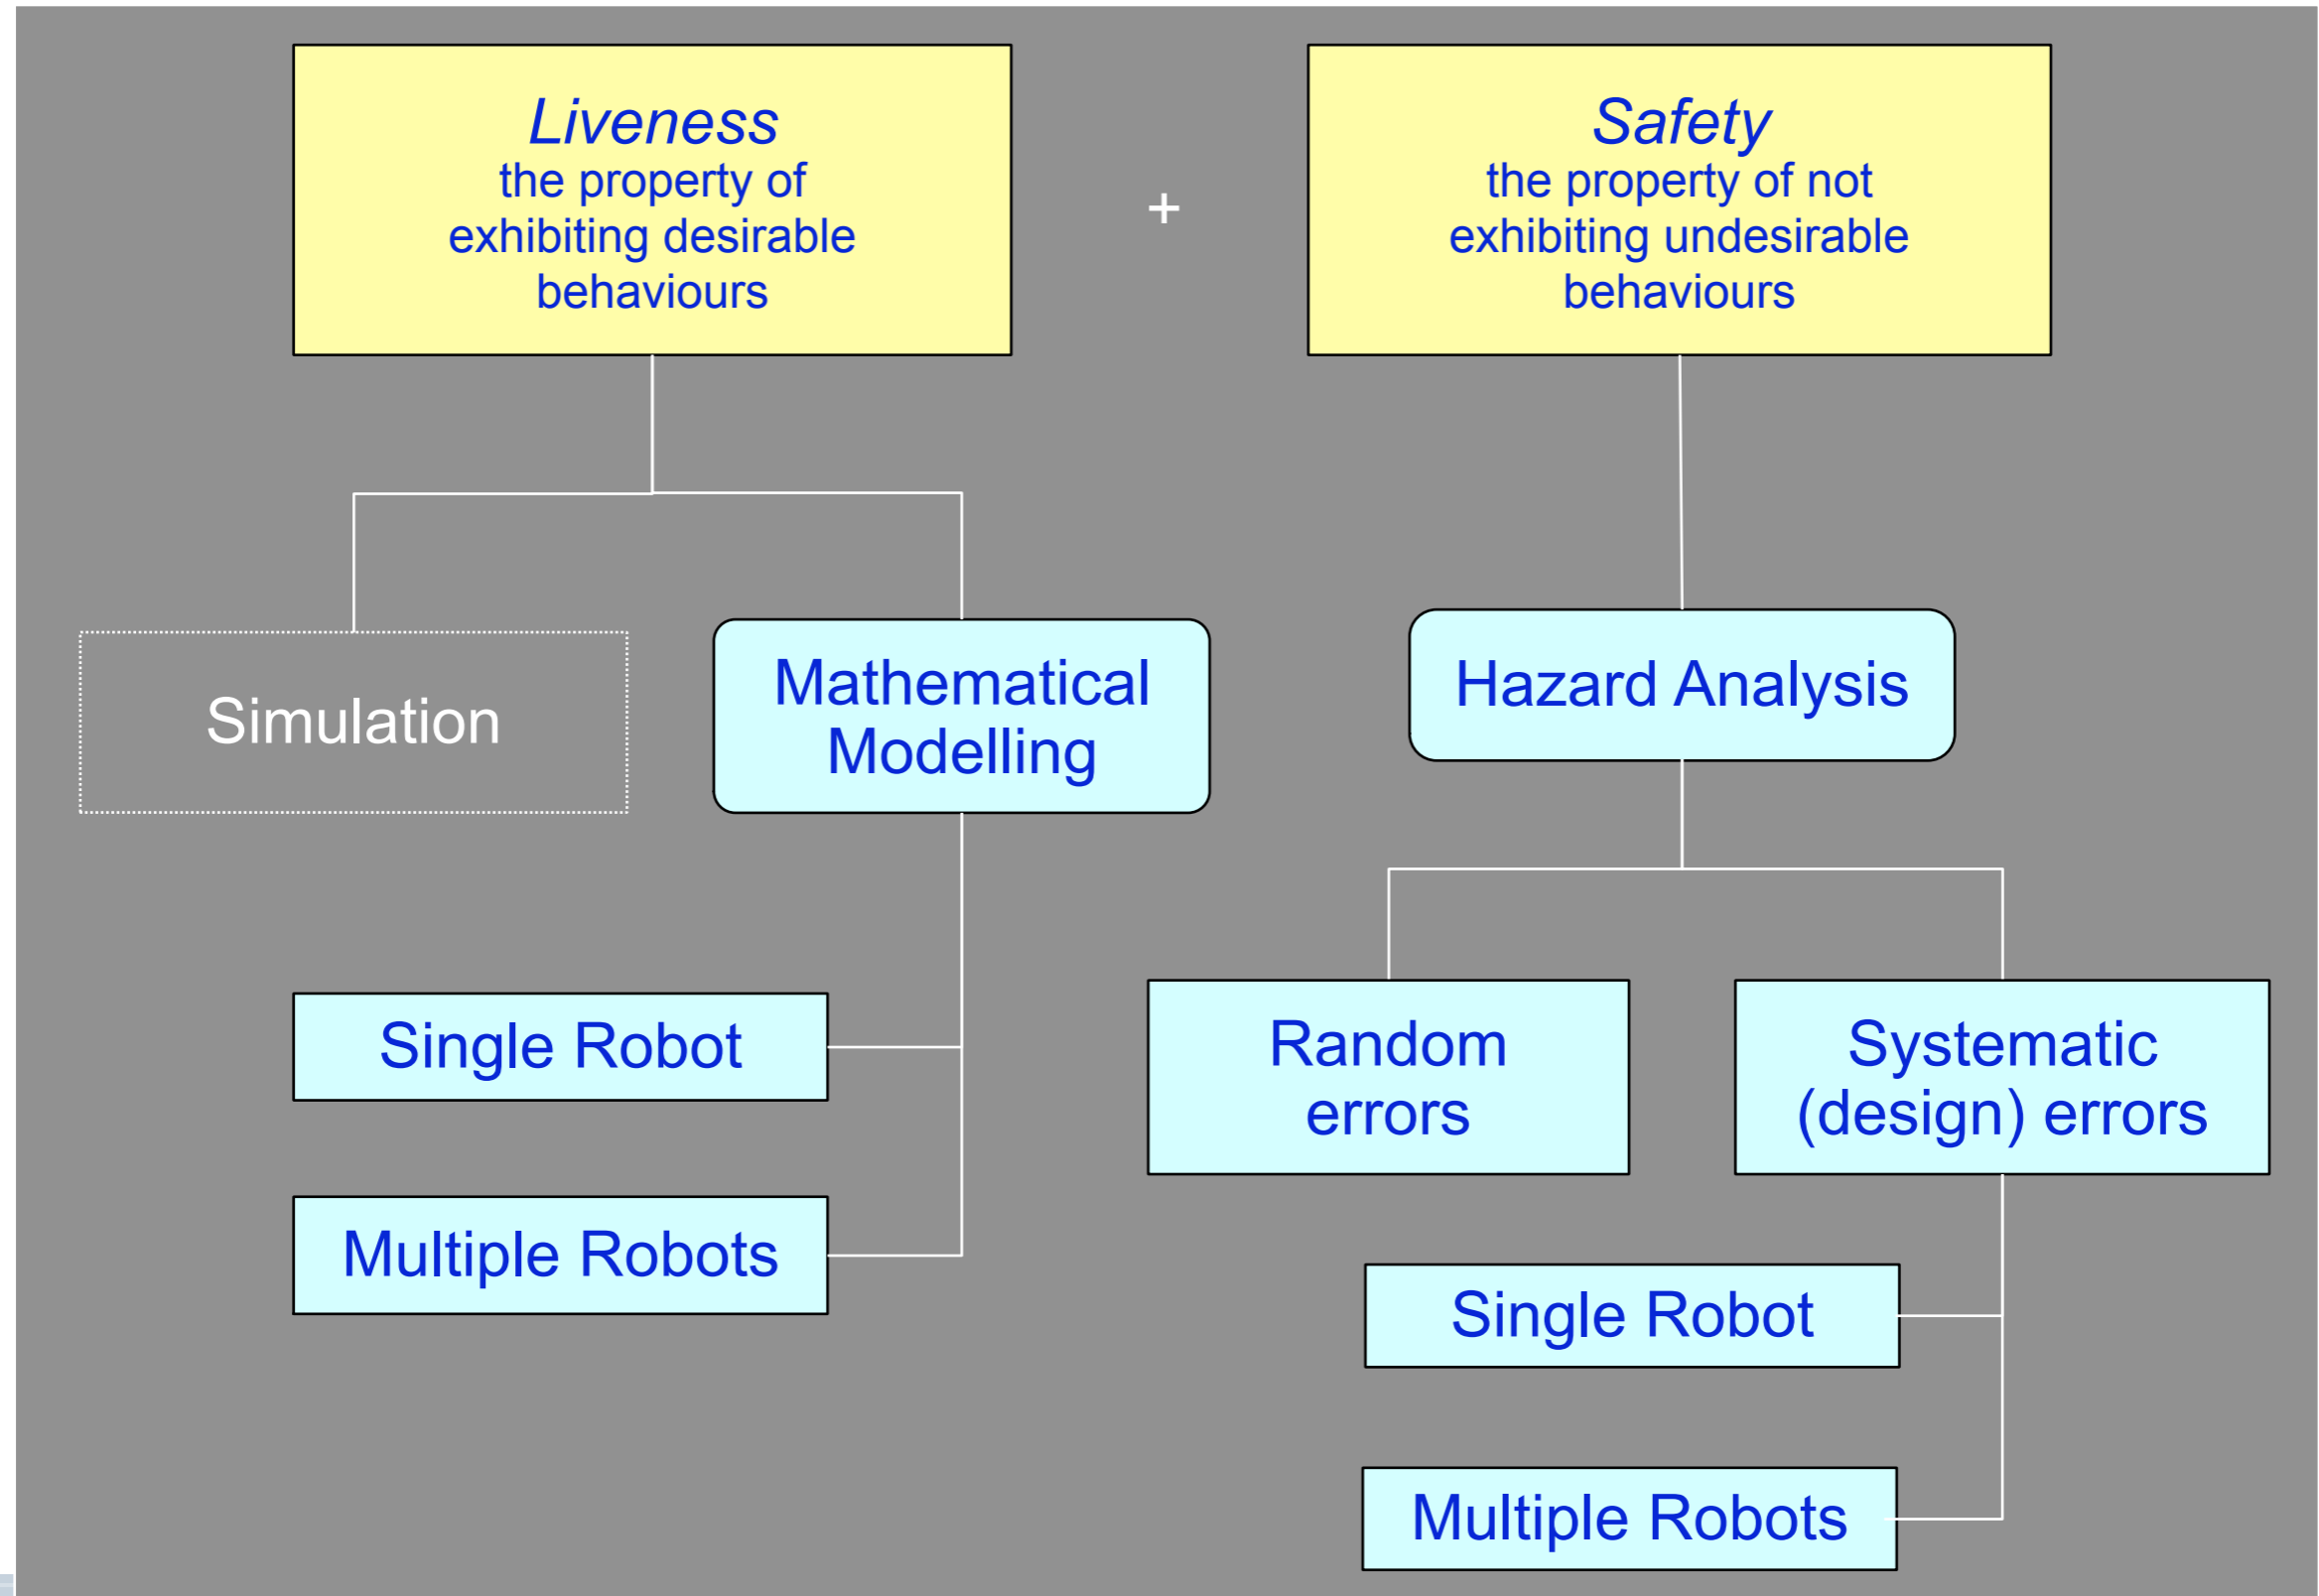 Liveness
the property of
exhibiting desirable
behaviours
+
Safety
the property of not
exhibiting undesirable
behaviours
Simulation
Mathematical
Modelling
Hazard Analysis
Single Robot
Multiple Robots
Random
errors
Systematic
(design) errors
Single Robot
Multiple Robots